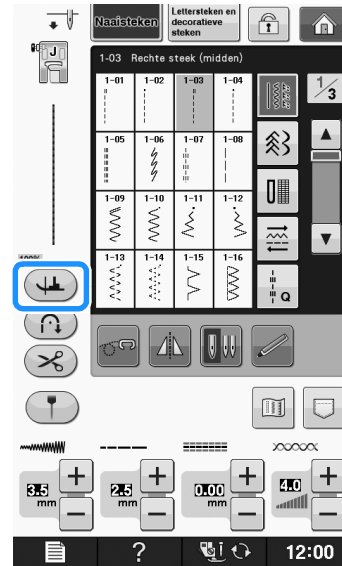 Naaisteken
Lettersteken en
decoratieve
steken
J
1-03 Rechte steek (midden)
1-01 1-02 1-03 1-04
1/3
1-05 1-06 1-07 1-08
1-09 1-10 1-11 1-12
1-13 1-14 1-15 1-16
100%
Q
3.5 mm
2.5 mm
0.00 mm
4.0
?
12:00